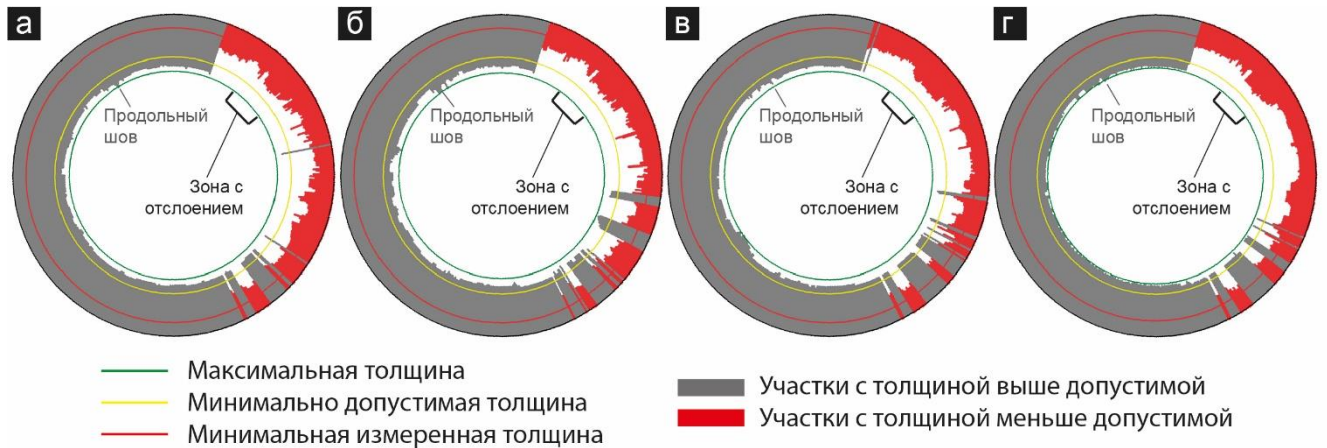 а
б
в
г
Продольный
шов
Зона с
отслоением
Продольный
шов
Зона с
отслоением
Продольный
шов
Зона с
отслоением
Продольный
шов
Зона с
отслоением
Максимальная толщина
Минимально допустимая толщина
Минимальная измеренная толщина
Участки с толщиной выше допустимой
Участки с толщиной меньше допустимой